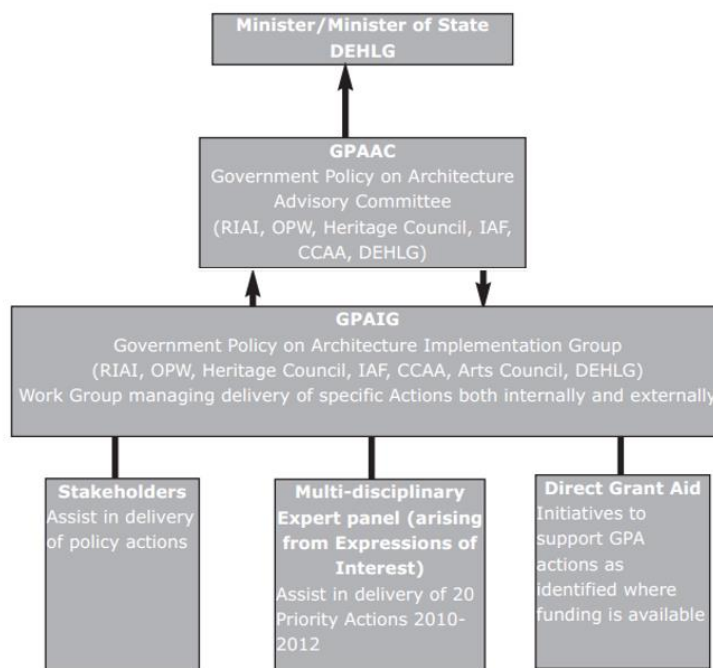 Minister/Minister of State
DEHLG
GPAAC
Government Policy on Architecture
Advisory Committee
(RIAI, OPW, Heritage Council, IAF,
CCAA, DEHLG)
GPAIG
Government Policy on Architecture Implementation Group
(RIAI, OPW, Heritage Council, IAF, CCAA, Arts Council, DEHLG)
Work Group managing delivery of specific Actions both internally and externally
Stakeholders
Assist in delivery
of policy actions
Multi-disciplinary
Expert panel (arising
from Expressions of
Interest)
Assist in delivery of 20
Priority Actions 2010-
2012
Direct Grant Aid
Initiatives to
support GPA
actions as
identified where
funding is available